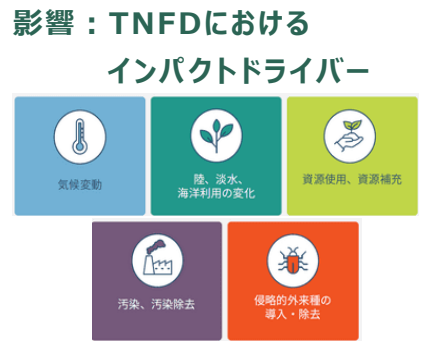 影響：TNFDにおける
インパクトドライバー
気候変動
陸、淡水、
海洋利用の変化
資源使用、資源補充
汚染、汚染除去
侵略的外来種の
導入・除去